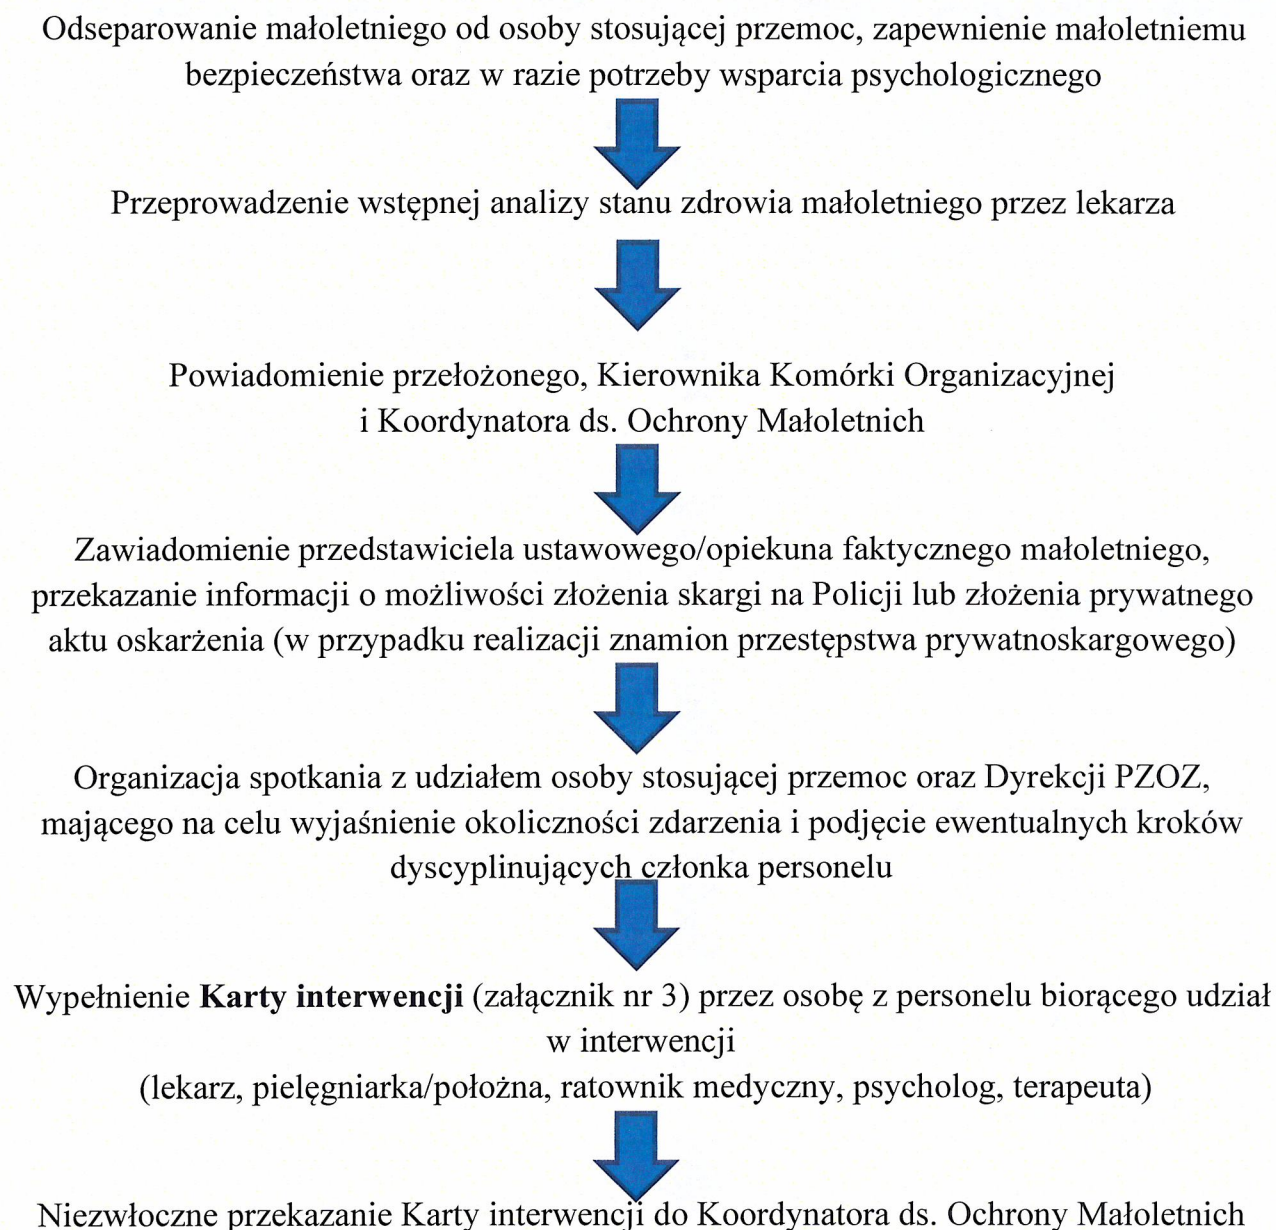 Odseparowanie małoletniego od osoby stosującej przemoc, zapewnienie małoletniemu
bezpieczeństwa oraz w razie potrzeby wsparcia psychologicznego
Przeprowadzenie wstępnej analizy stanu zdrowia małoletniego przez lekarza
Powiadomienie przełożonego, Kierownika Komórki Organizacyjnej
i Koordynatora ds. Ochrony Małoletnich
Zawiadomienie przedstawiciela ustawowego/opiekuna faktycznego małoletniego,
przekazanie informacji o możliwości złożenia skargi na Policji lub złożenia prywatnego
aktu oskarżenia (w przypadku realizacji znamion przestępstwa prywatnoskargowego)
Organizacja spotkania z udziałem osoby stosującej przemoc oraz Dyrekcji PZOZ,
mającego na celu wyjaśnienie okoliczności zdarzenia i podjęcie ewentualnych kroków
dyscyplinujących członka personelu
Wypełnienie Karty interwencji (załącznik nr 3) przez osobę z personelu biorącego udział
w interwencji
(lekarz, pielęgniarka/położna, ratownik medyczny, psycholog, terapeuta)
Niezwłoczne przekazanie Karty interwencji do Koordynatora ds. Ochrony Małoletnich